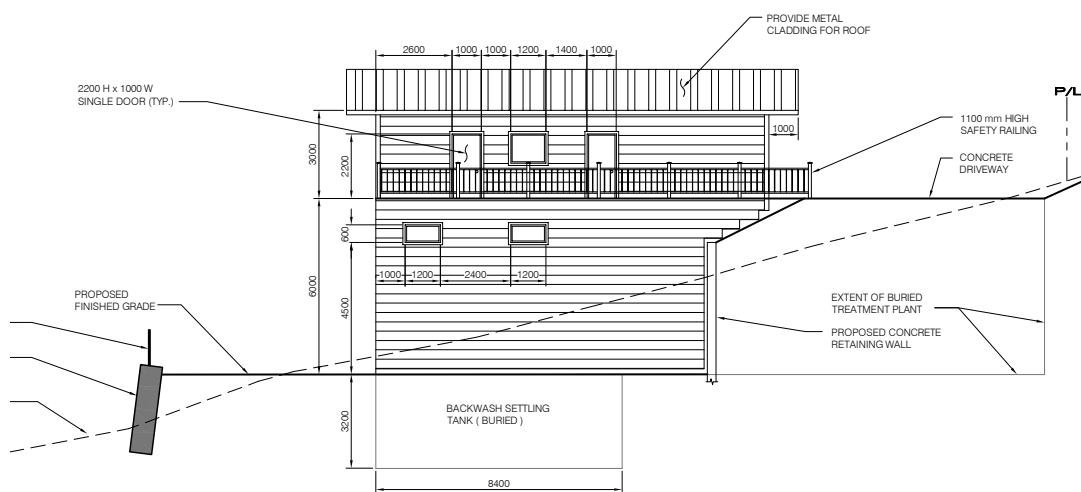 PROVIDE METAL
CLADDING FOR ROOF
2600
1000
1000
1200
1400
1000
2200 H x 1000 W
SINGLE DOOR (TYP.)
P/L
1100 mm HIGH
SAFETY RAILING
1000
3000
2200
CONCRETE
DRIVEWAY
600
1000
1200
2400
1200
6000
4500
PROPOSED
FINISHED GRADE
EXTENT OF BURIED
TREATMENT PLANT
PROPOSED CONCRETE
RETAINING WALL
3200
BACKWASH SETTLING
TANK ( BURIED )
8400